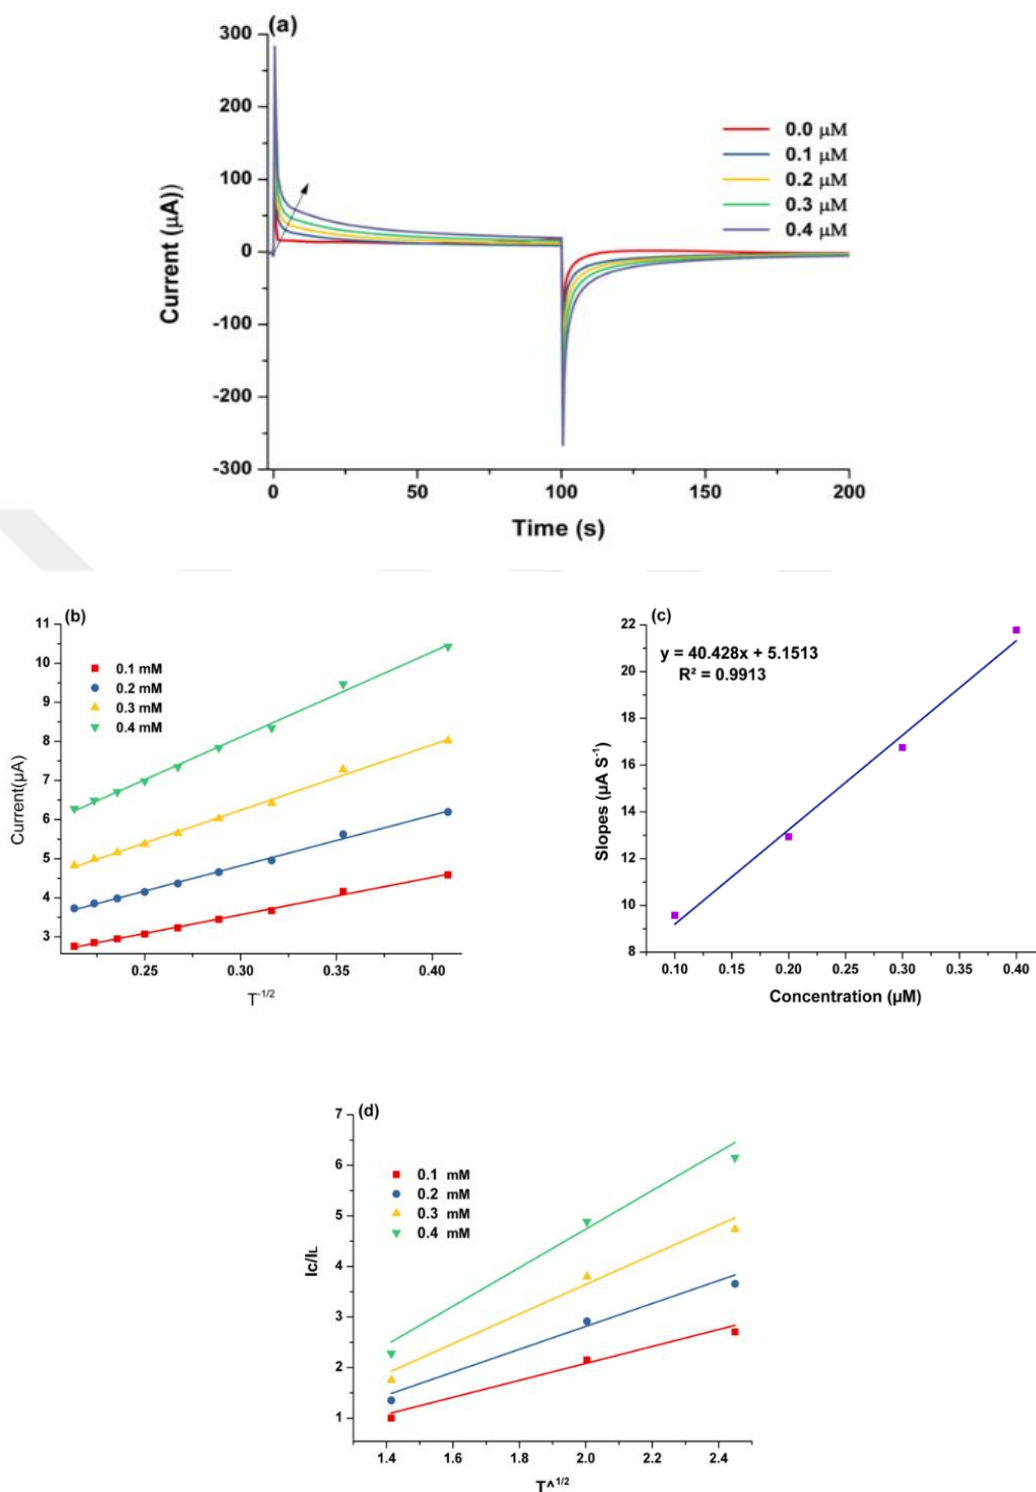 (a)
300
200
100
0
-100
-200
-300
Current (μA))
0.0 μM
0.1 μM
0.2 μM
0.3 μM
0.4 μM
0 50 100 150 200
Time (s)
(b)
11
10
9
8
7
6
5
4
3
Current(μA)
0.1 mM
0.2 mM
0.3 mM
0.4 mM
0.25 0.30 0.35 0.40
T-1/2
(c)
22
20
18
16
14
12
10
8
Slopes (μA S-1)
y = 40.428x + 5.1513
R² = 0.9913
0.10 0.15 0.20 0.25 0.30 0.35 0.40
Concentration (μM)
(d)
7
6
5
4
3
2
1
Ic/IL
0.1 mM
0.2 mM
0.3 mM
0.4 mM
1.4 1.6 1.8 2.0 2.2 2.4
T^1/2